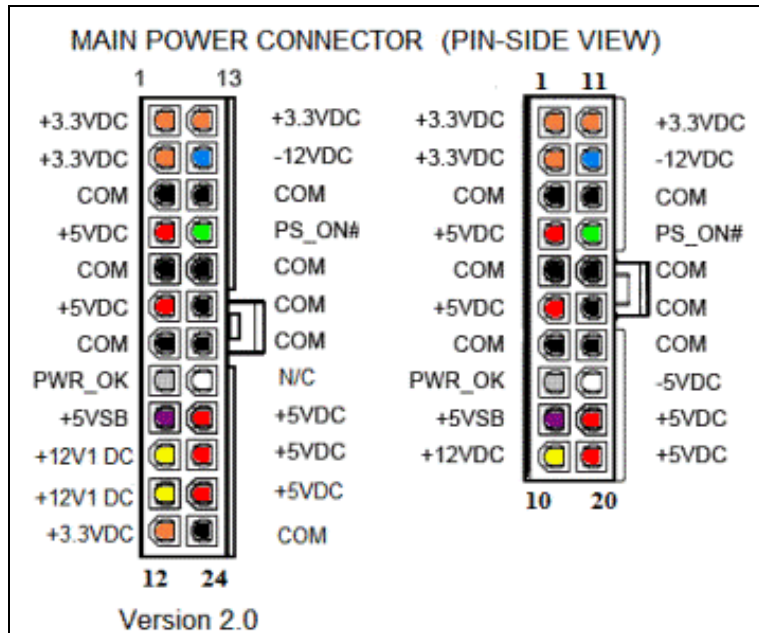 MAIN POWER CONNECTOR (PIN-SIDE VIEW)
1 13
+3.3VDC +3.3VDC
+3.3VDC -12VDC
COM COM
+5VDC PS_ON#
COM COM
+5VDC COM
COM COM
PWR_OK N/C
+5VSB +5VDC
+12V1 DC +5VDC
+12V1 DC +5VDC
+3.3VDC COM
12 24
Version 2.0
1 11
+3.3VDC +3.3VDC
+3.3VDC -12VDC
COM COM
+5VDC PS_ON#
COM COM
+5VDC COM
COM COM
PWR_OK -5VDC
+5VSB +5VDC
+12VDC +5VDC
10 20